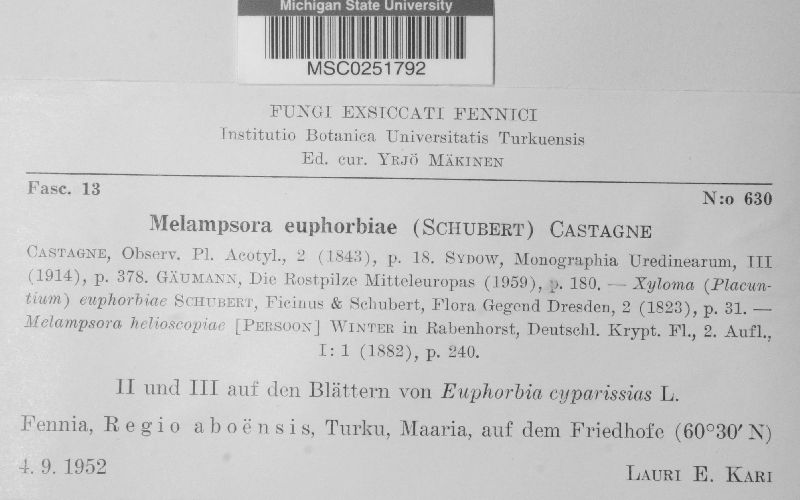 Michigan State University
MSC0251792
FUNGI EXSICCATI FENNICI
Institutio Botanica Universitatis Turkuensis
Ed. cur. YRJÖ MÄKINEN
Fasc. 13
N:o 630
Melampsora euphorbiae (SCHUBERT) CASTAGNE
CASTAGNE, Observ. Pl. Acotyl., 2 (1843), p. 18. SYDOW, Monographia Uredinearum, III
(1914), p. 378. GÄUMANN, Die Rostpilze Mitteleuropas (1959), p. 180. — Xyloma (Placun-
tium) euphorbiae SCHUBERT, Ficinus & Schubert, Flora Gegend Dresden, 2 (1823), p. 31. —
Melampsora helioscopiae [PERSOON] WINTER in Rabenhorst, Deutschl. Krypt. Fl., 2. Aufl.,
I: 1 (1882), p. 240.
II und III auf den Blättern von Euphorbia cyparissias L.
Fennia, Regio aboënsis, Turku, Maaria, auf dem Friedhofe (60°30′ N)
4. 9. 1952
LAURI E. KARI